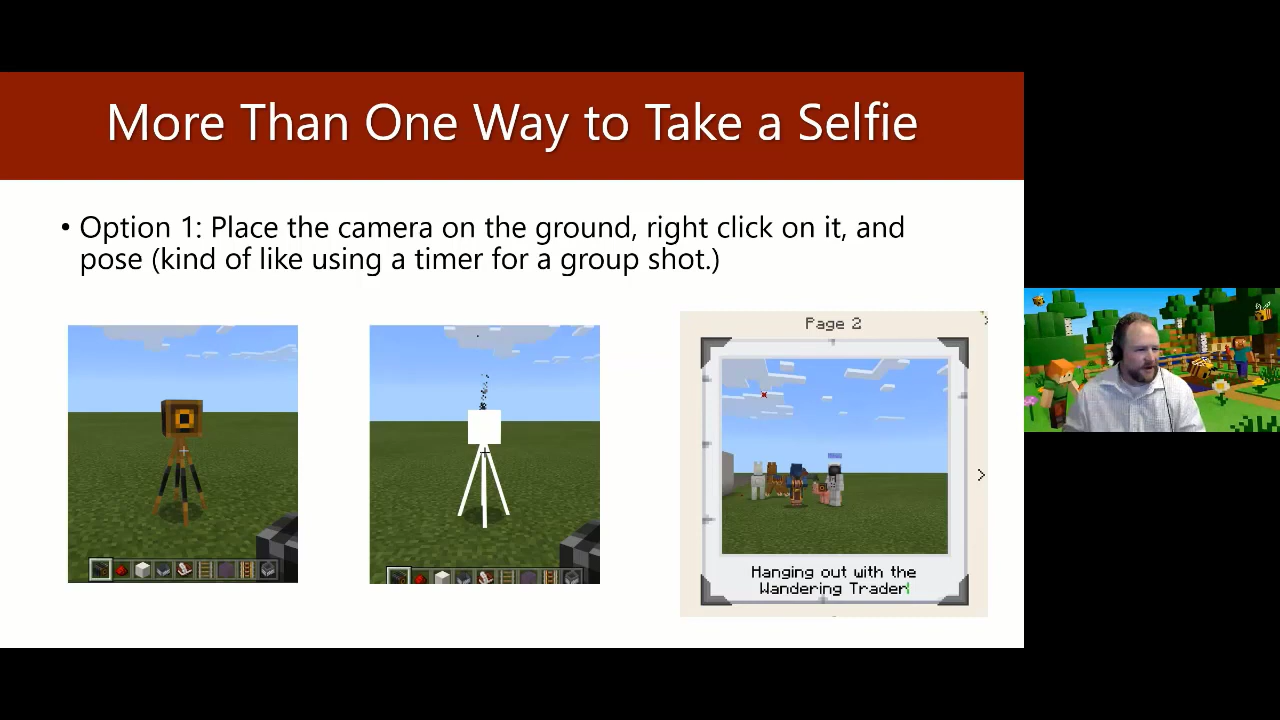 More Than One Way to Take a Selfie
• Option 1: Place the camera on the ground, right click on it, and
pose (kind of like using a timer for a group shot.)
Page 2
Hanging out with the
Wandering Trader